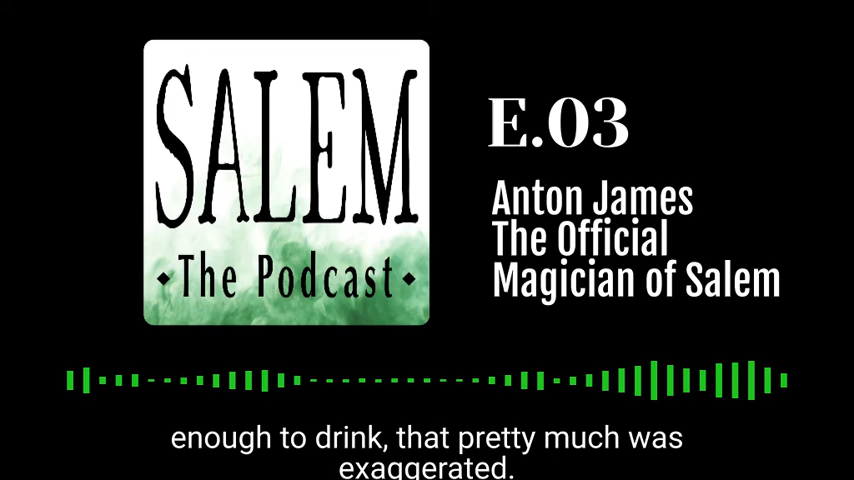 SALEM
The Podcast
E.03
Anton James
The Official
Magician of Salem
enough to drink, that pretty much was
exaggerated.